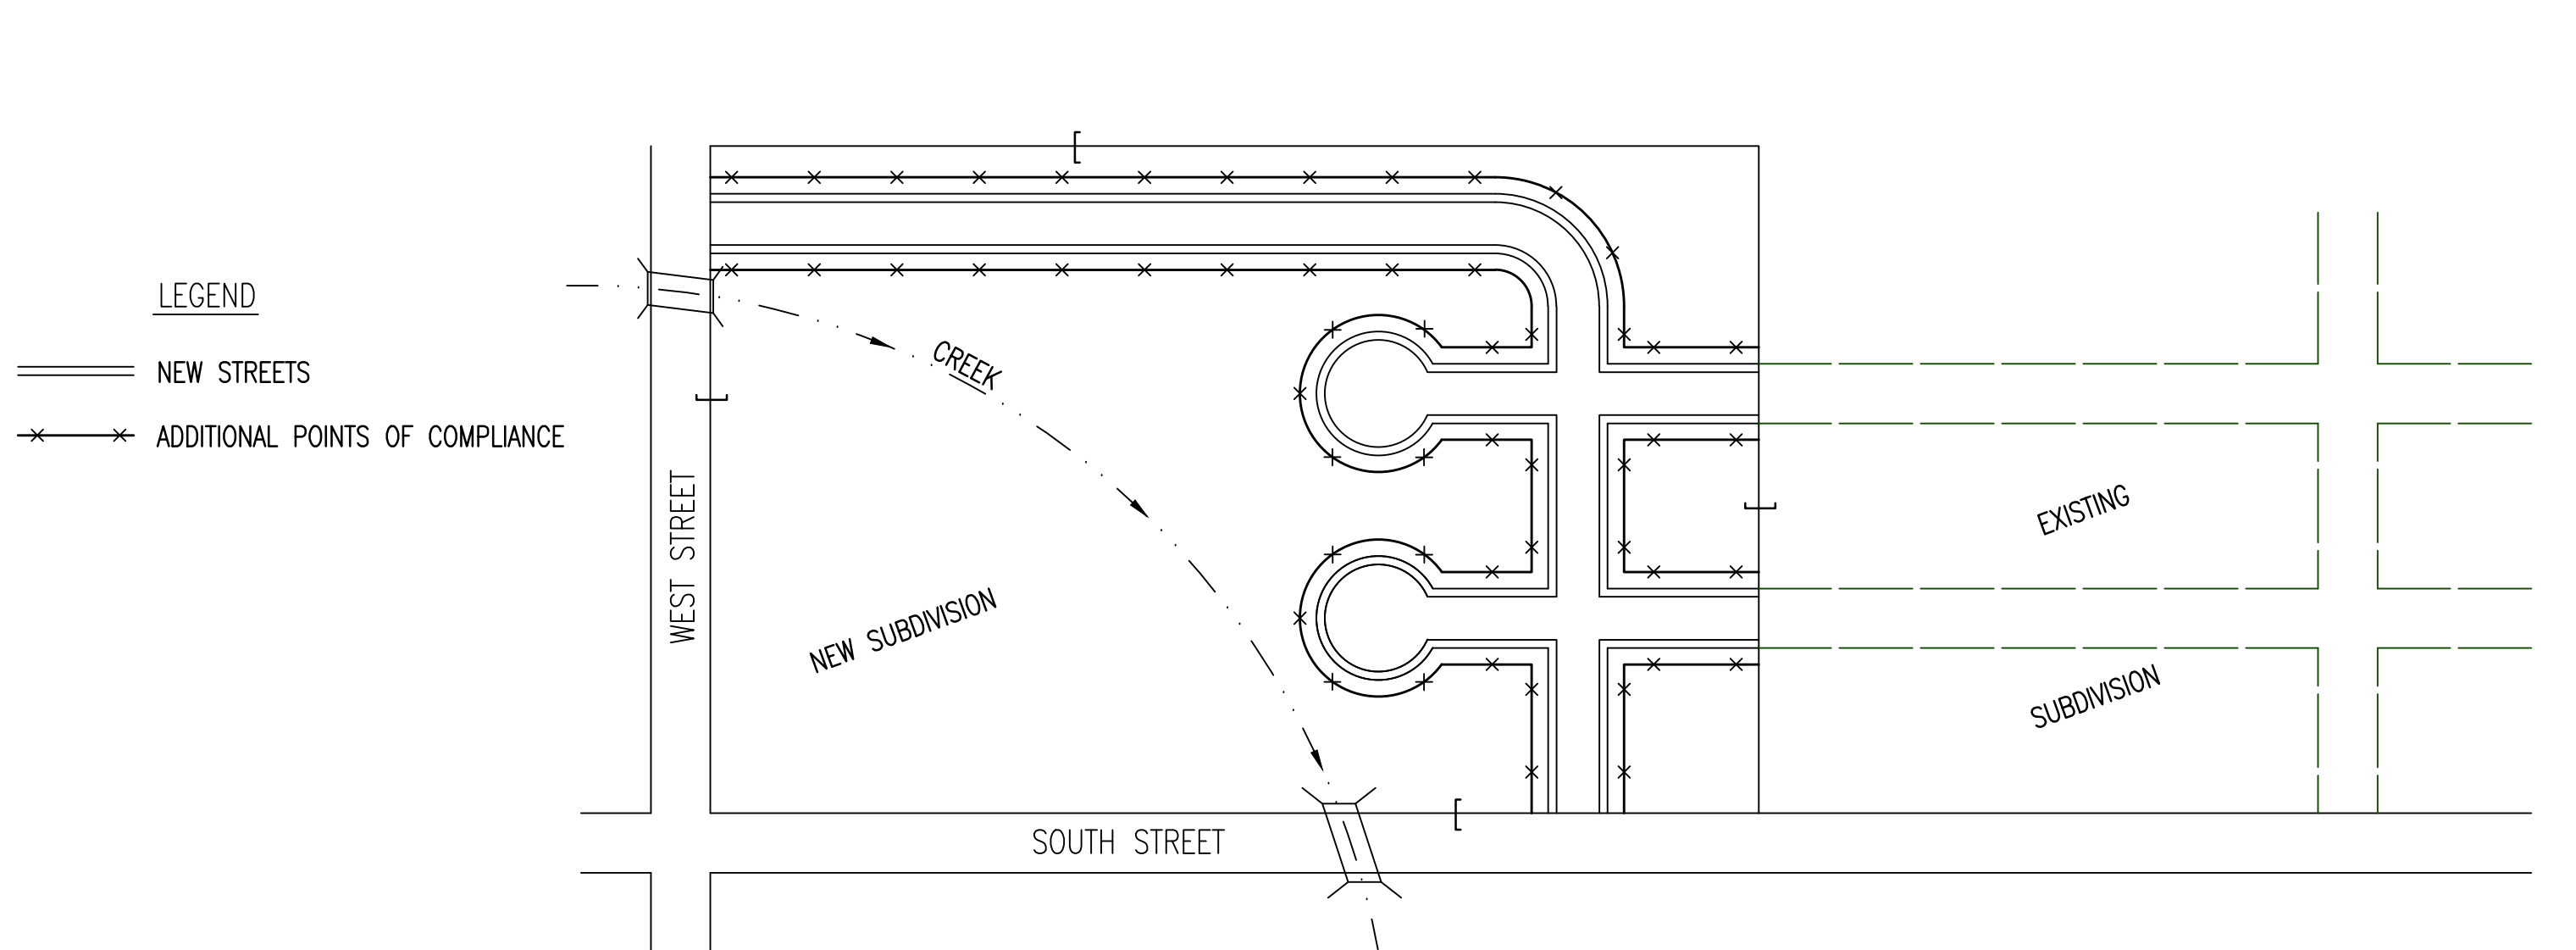 LEGEND
NEW STREETS
ADDITIONAL POINTS OF COMPLIANCE
WEST STREET
CREEK
NEW SUBDIVISION
SOUTH STREET
EXISTING
SUBDIVISION